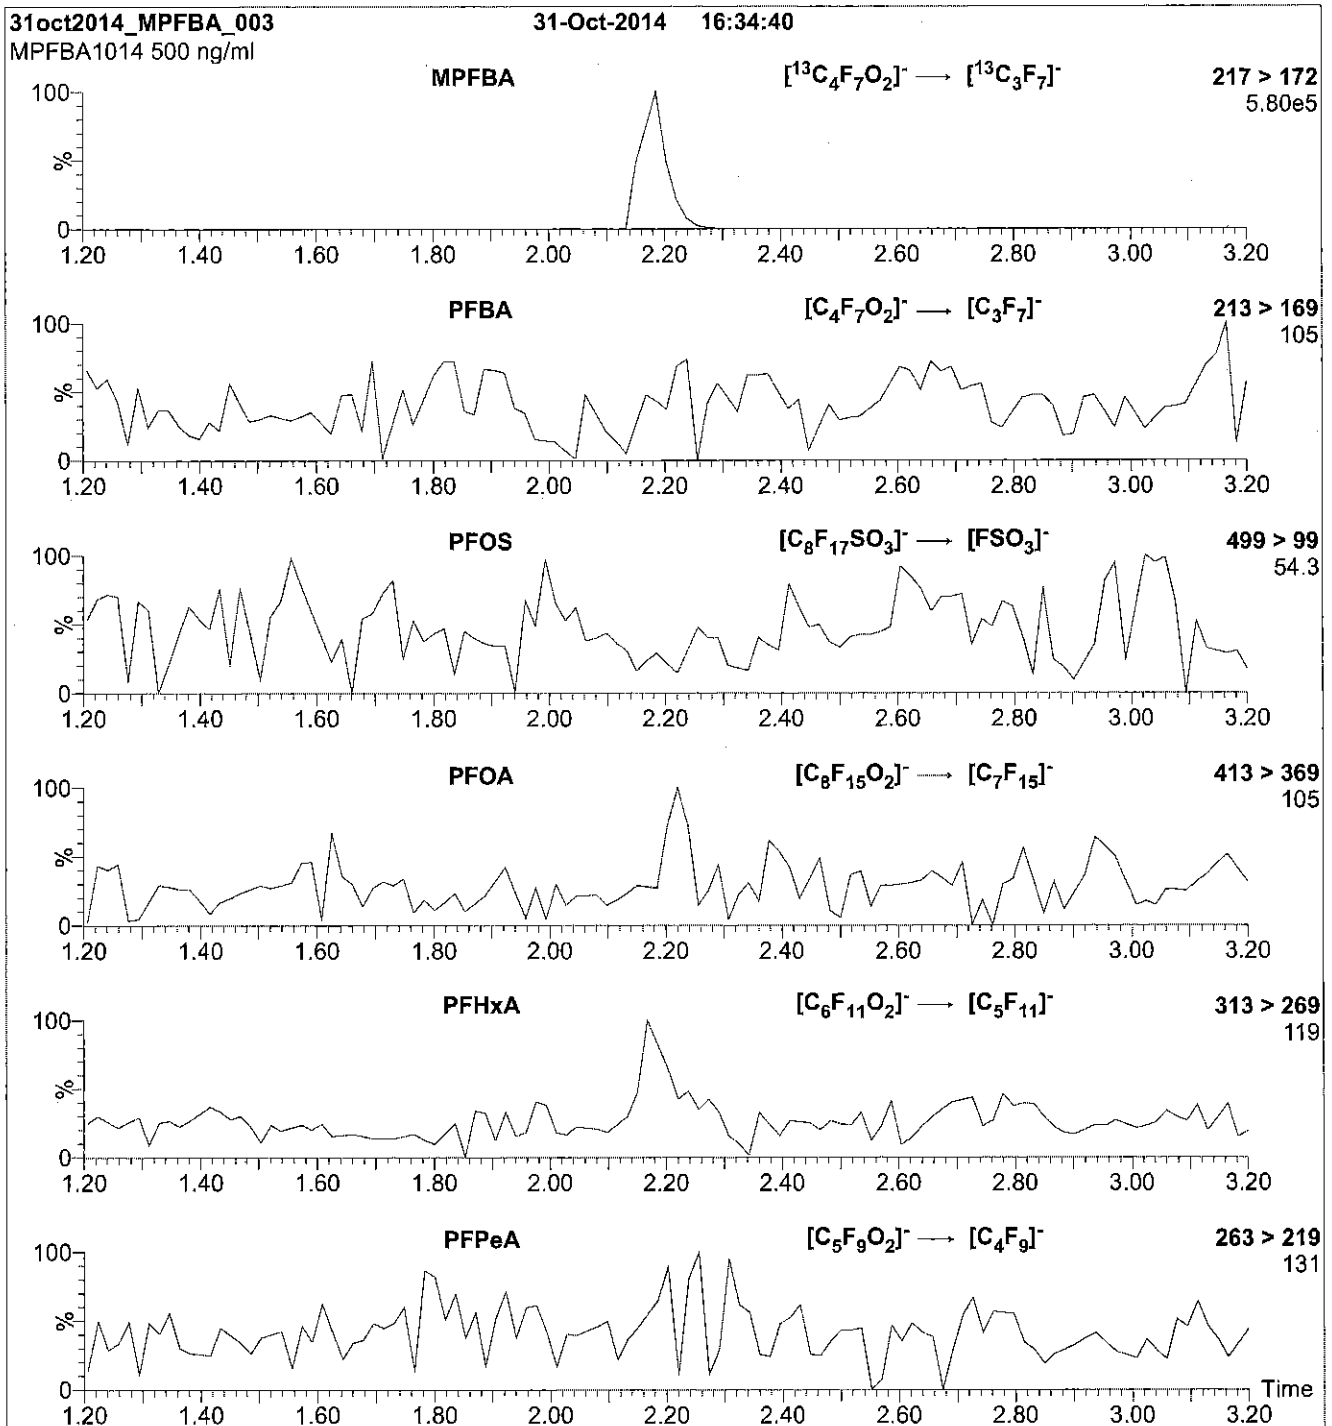 31oct2014_MPFBA_003 31-Oct-2014 16:34:40
MPFBA1014 500 ng/ml
MPFBA [¹³C₄F₇O₂]⁻ → [¹³C₃F₇]⁻ 217 > 172
5.80e5
100
%
0
1.20 1.40 1.60 1.80 2.00 2.20 2.40 2.60 2.80 3.00 3.20
PFBA [C₄F₇O₂]⁻ → [C₃F₇]⁻ 213 > 169
105
100
%
0
1.20 1.40 1.60 1.80 2.00 2.20 2.40 2.60 2.80 3.00 3.20
PFOS [C₈F₁₇SO₃]⁻ → [FSO₃]⁻ 499 > 99
54.3
100
%
0
1.20 1.40 1.60 1.80 2.00 2.20 2.40 2.60 2.80 3.00 3.20
PFOA [C₈F₁₅O₂]⁻ → [C₇F₁₅]⁻ 413 > 369
105
100
%
0
1.20 1.40 1.60 1.80 2.00 2.20 2.40 2.60 2.80 3.00 3.20
PFHxA [C₆F₁₁O₂]⁻ → [C₅F₁₁]⁻ 313 > 269
119
100
%
0
1.20 1.40 1.60 1.80 2.00 2.20 2.40 2.60 2.80 3.00 3.20
PFPeA [C₅F₉O₂]⁻ → [C₄F₉]⁻ 263 > 219
131
100
%
0 Time
1.20 1.40 1.60 1.80 2.00 2.20 2.40 2.60 2.80 3.00 3.20